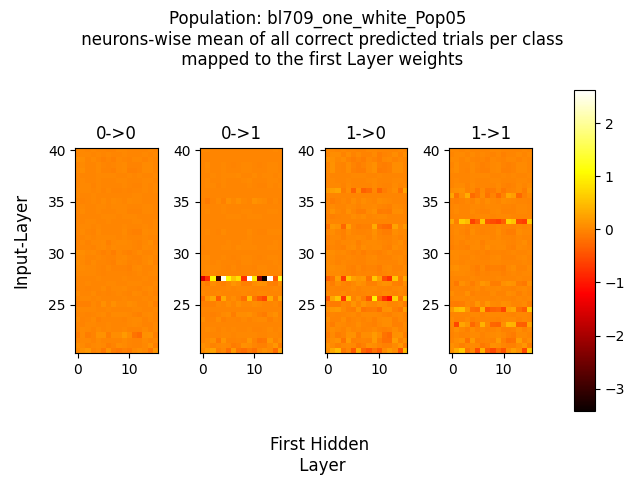 Population: bl709_one_white_Pop05
neurons-wise mean of all correct predicted trials per class
mapped to the first Layer weights
0->0 0->1 1->0 1->1
40 40 40 40
35 35 35 35
30 30 30 30
25 25 25 25
0 10 0 10 0 10 0 10
Input-Layer
First Hidden
Layer
2
1
0
−1
−2
−3